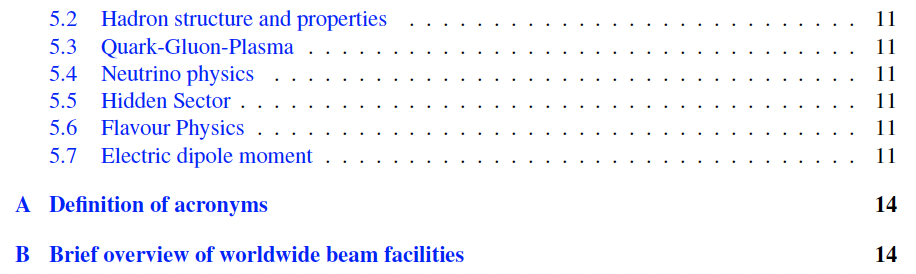 5.2 Hadron structure and properties . . . . . . . . . . . . . . . . . . . . . . . . . . . 11
5.3 Quark-Gluon-Plasma . . . . . . . . . . . . . . . . . . . . . . . . . . . . . . . . . 11
5.4 Neutrino physics . . . . . . . . . . . . . . . . . . . . . . . . . . . . . . . . . . . 11
5.5 Hidden Sector . . . . . . . . . . . . . . . . . . . . . . . . . . . . . . . . . . . . . 11
5.6 Flavour Physics . . . . . . . . . . . . . . . . . . . . . . . . . . . . . . . . . . . . 11
5.7 Electric dipole moment . . . . . . . . . . . . . . . . . . . . . . . . . . . . . . . . 11
A Definition of acronyms 14
B Brief overview of worldwide beam facilities 14